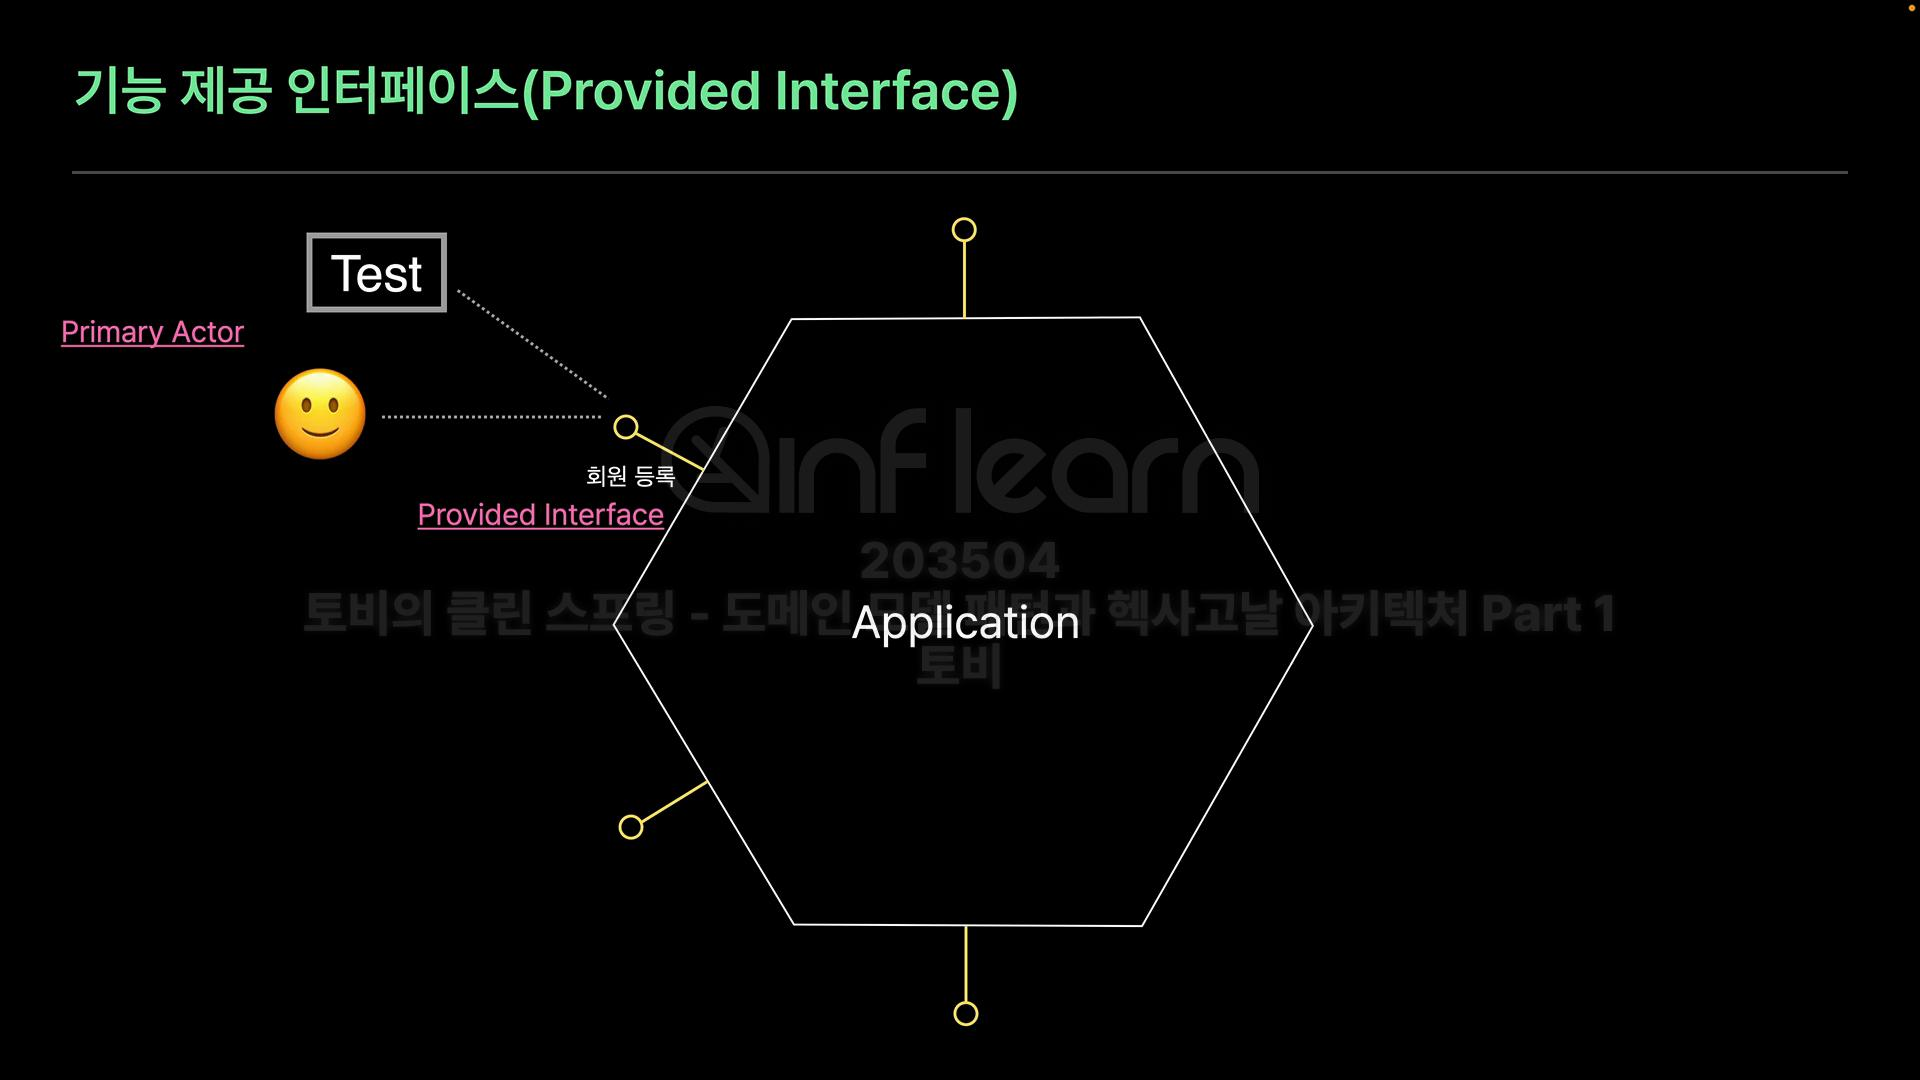 기능 제공 인터페이스(Provided Interface)
Test
Primary Actor
회원 등록
Provided Interface
inflearn
203504
토비의 클린 스프링 - 도메인 모델 패턴과 헥사고날 아키텍처 Part 1
Application
토비